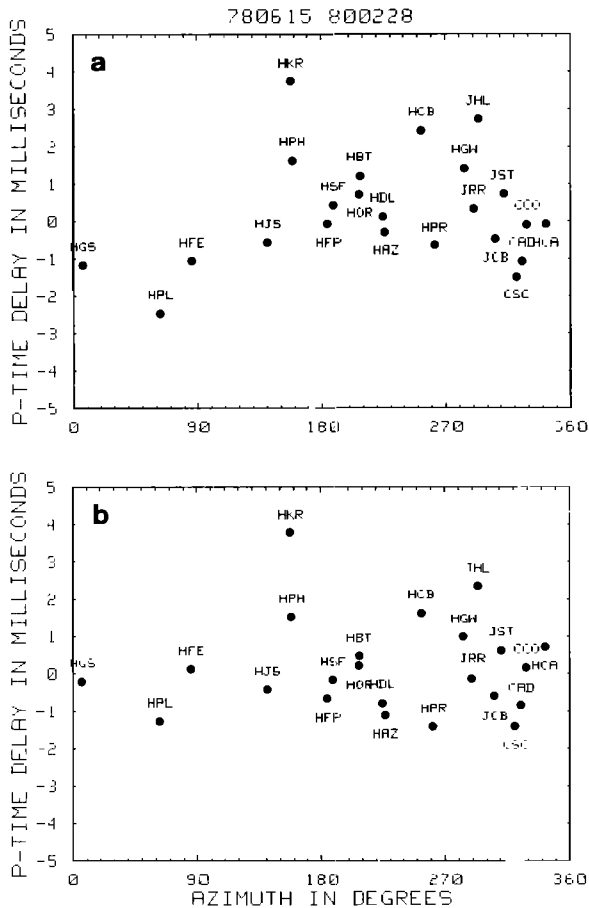 780615 800228
a
P-TIME DELAY IN MILLISECONDS
5
4
3
2
1
0
-1
-2
-3
-4
-5
HKR
HPH
HCB
JHL
HBT
HGW
HSF
HOR
HDL
JRR
JST
CCO
HGS
HFE
HJS
HFP
HAZ
HPR
JCB
CAD
HCA
HPL
CSC
0
90
180
270
360
b
P-TIME DELAY IN MILLISECONDS
5
4
3
2
1
0
-1
-2
-3
-4
-5
HKR
JHL
HPH
HCB
HGW
JST
HBT
CCO
HGS
HFE
HJS
HSF
JRR
HCA
HPL
HOR
HDL
CAD
HFP
HAZ
HPR
JCB
CSC
0
90
180
270
360
AZIMUTH IN DEGREES